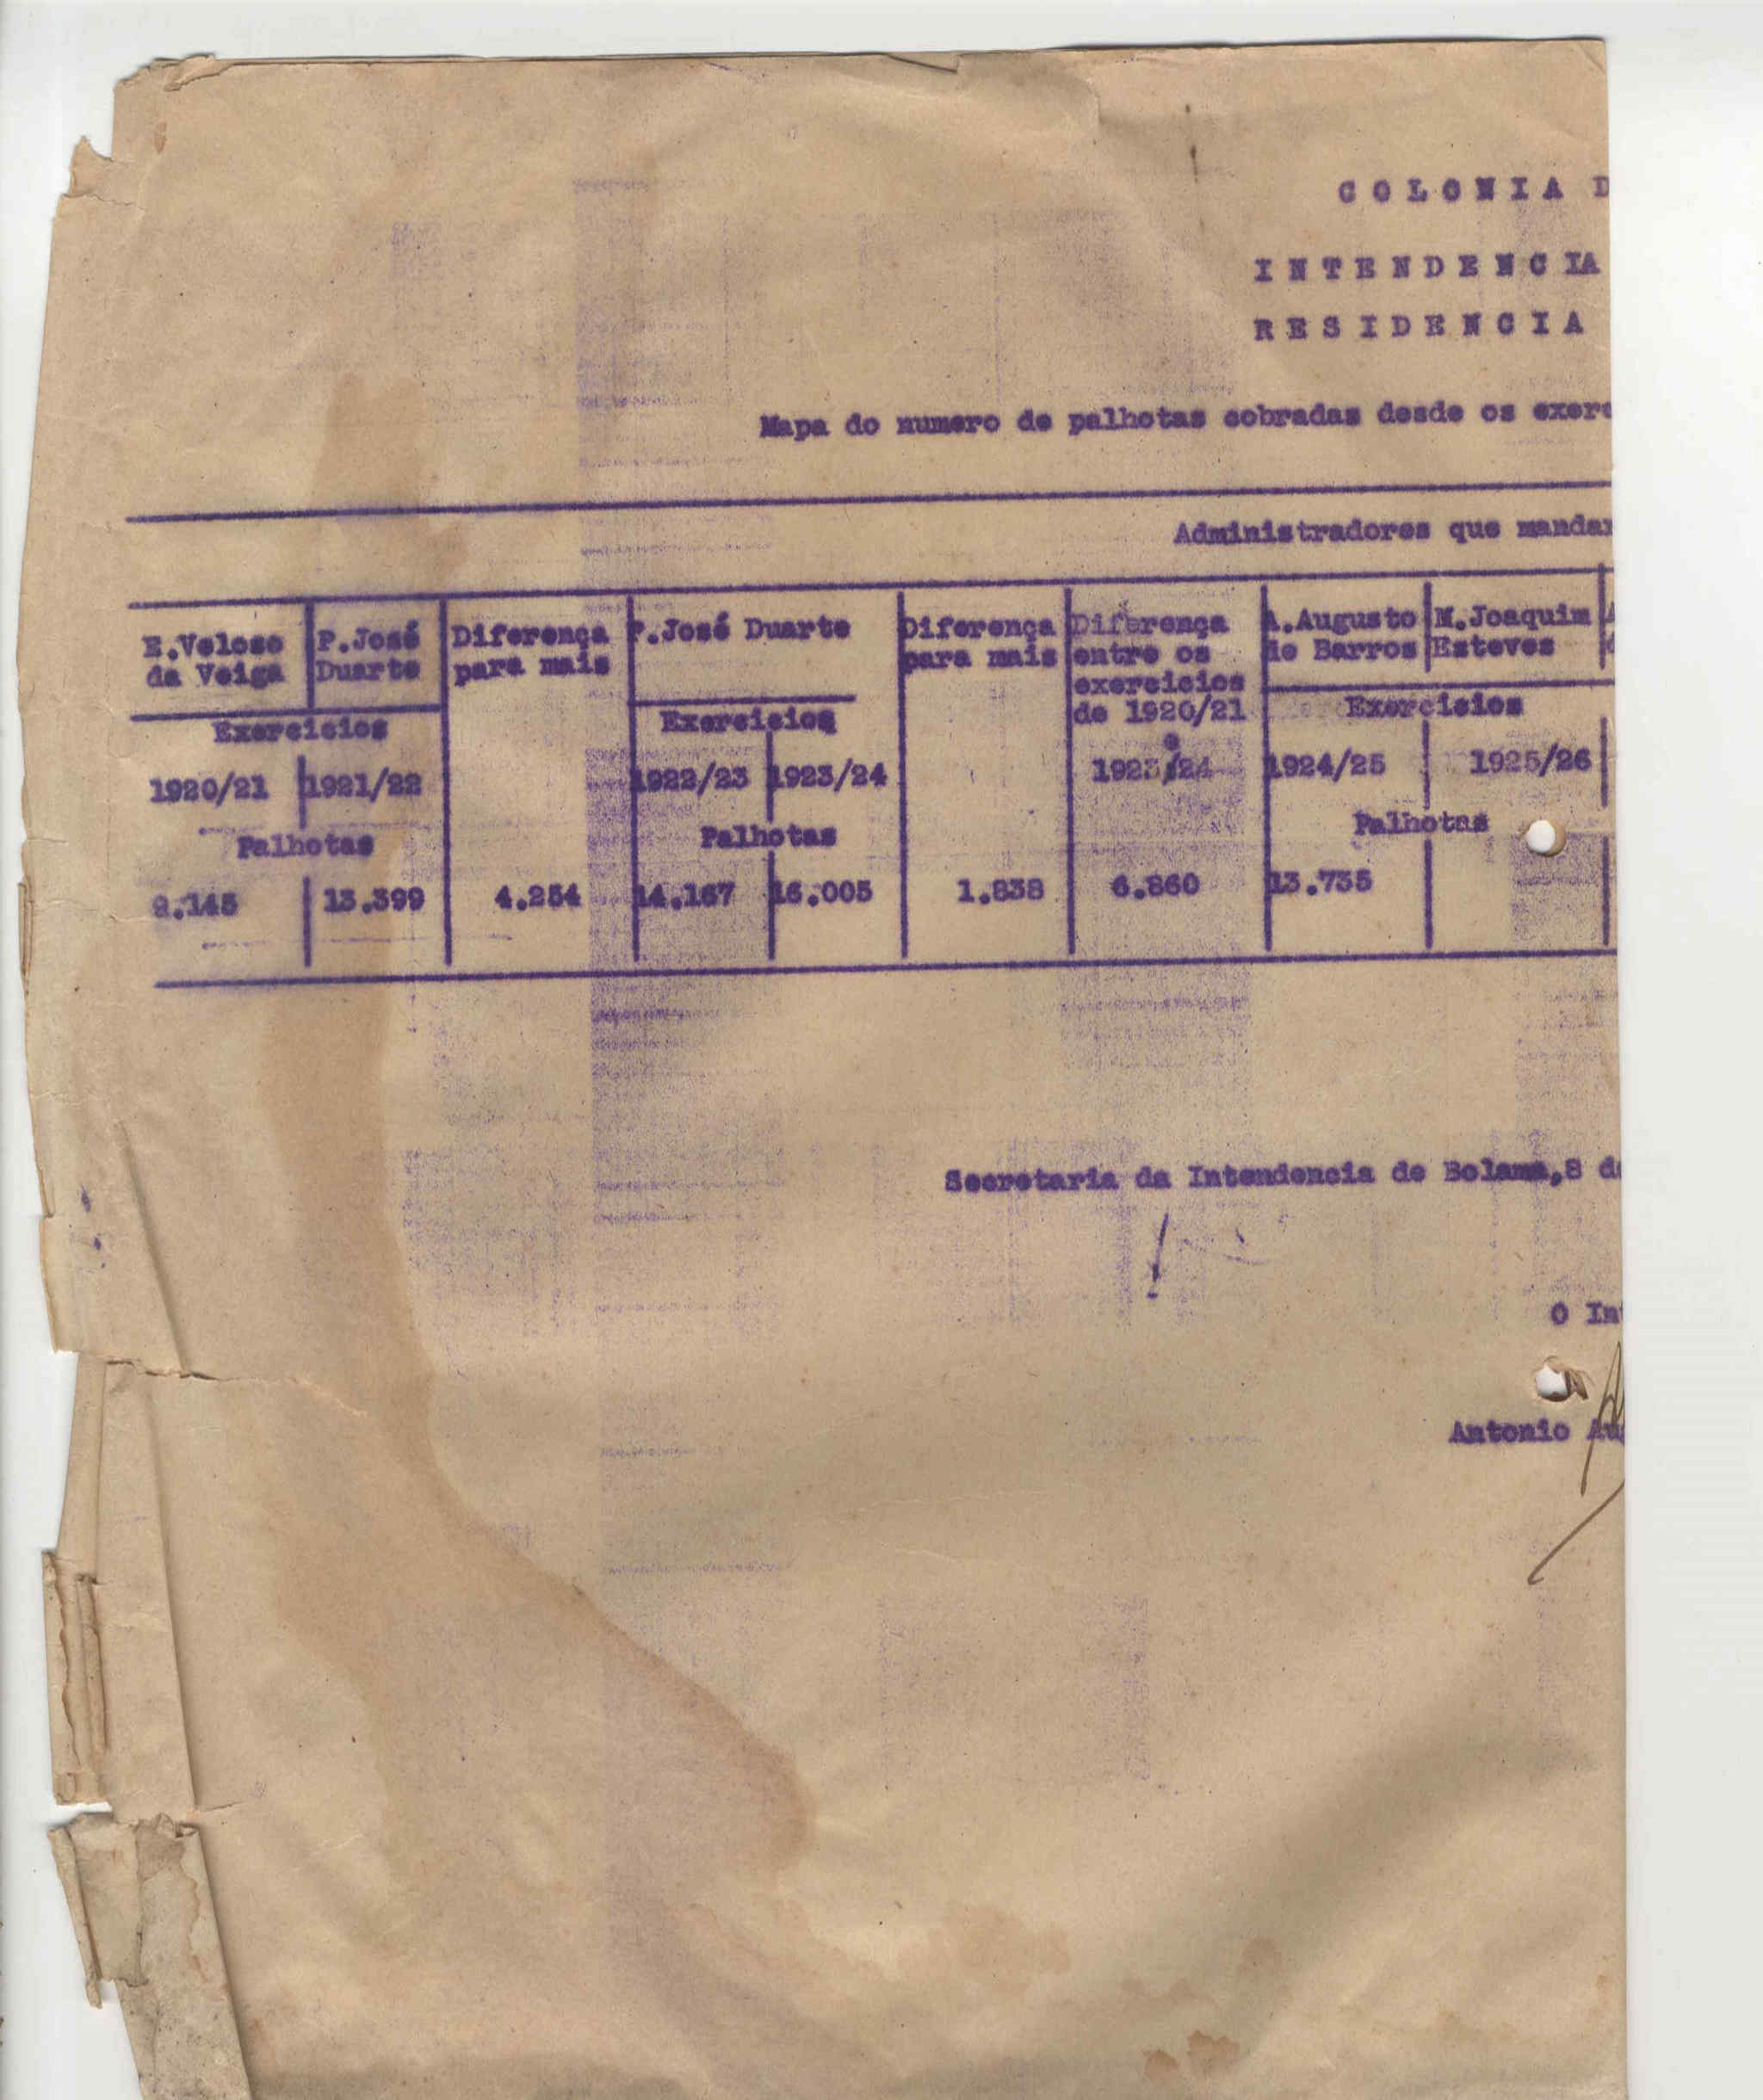 COLONIA D
INTENDENCIA
RESIDENCIA
Mapa do numero de palhotas cobradas desde os exerc
Administradores que mandar
E.Veloso da Veiga
P.José Duarte
Diferença para mais
P.José Duarte
Diferença para mais
Diferença entre os exercicios de 1920/21 e 1923/24
A.Augusto de Barros
M.Joaquim Esteves
Exercicios
Exercicios
Exercicios
1920/21 1921/22 1922/23 1923/24 1924/25 1925/26
Palhotas
Palhotas
Palhotas
9.145 13.399 4.254 14.167 16.005 1.838 6.860 13.735
Secretaria da Intendencia de Bolama,8 d
O In
Antonio Aug